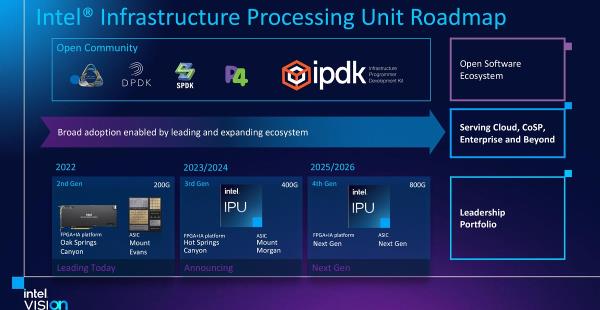 Intel® Infrastructure Processing Unit Roadmap
Open Community
DPDK
SPDK
P4
ipdk
Infrastructure
Programmer
Development Kit
Open Software
Ecosystem
Broad adoption enabled by leading and expanding ecosystem
Serving Cloud, CoSP,
Enterprise and Beyond
2022
2nd Gen 200G
FPGA+IA platform
Oak Springs
Canyon
ASIC
Mount
Evans
Leading Today
2023/2024
3rd Gen 400G
intel
IPU
FPGA+IA platform
Hot Springs
Canyon
ASIC
Mount
Morgan
Announcing
2025/2026
4th Gen 800G
intel
IPU
FPGA+IA platform
Next Gen
ASIC
Next Gen
Next Gen
Leadership
Portfolio
intel.
VISION